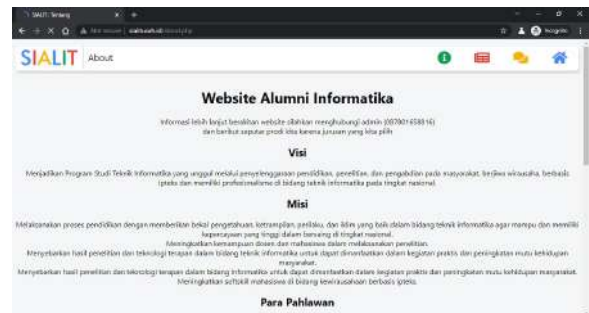 SIALIT: Tentang
Not secure
Incognito
SIALIT About
Website Alumni Informatika
Informasi lebih lanjut berakitan website silahkan menghubungi admin (087801658816)
dan berikut seputar prodi kita karena jurusan yang kita pilih
Visi
Menjadikan Program Studi Teknik Informatika yang unggul melalui penyelenggaraan pendidikan, penelitian, dan pengabdian pada masyarakat, berjiwa wirausaha, berbasis
ipteks dan memiliki profesionalisme di bidang teknik informatika pada tingkat nasional.
Misi
Melaksanakan proses pendidikan dengan memberikan bekal pengetahuan, ketrampilan, perilaku, dan iklim yang baik dalam bidang teknik informatika agar mampu dan memiliki
kepercayaan yang tinggi dalam bersaing di tingkat nasional.
Meningkatkan kemampuan dosen dan mahasiswa dalam melaksanakan penelitian.
Menyebarkan hasil penelitian dan teknologi terapan dalam bidang teknik informatika untuk dapat dimanfaatkan dalam kegiatan praktis dan peningkatan mutu kehidupan
masyarakat.
Menyebarkan hasil penelitian dan teknologi terapan dalam bidang informatika untuk dapat dimanfaatkan dalam kegiatan praktis dan peningkatan mutu kehidupan masyarakat.
Meningkatkan softskill mahasiswa di bidang kewirausahaan berbasis ipteks.
Para Pahlawan